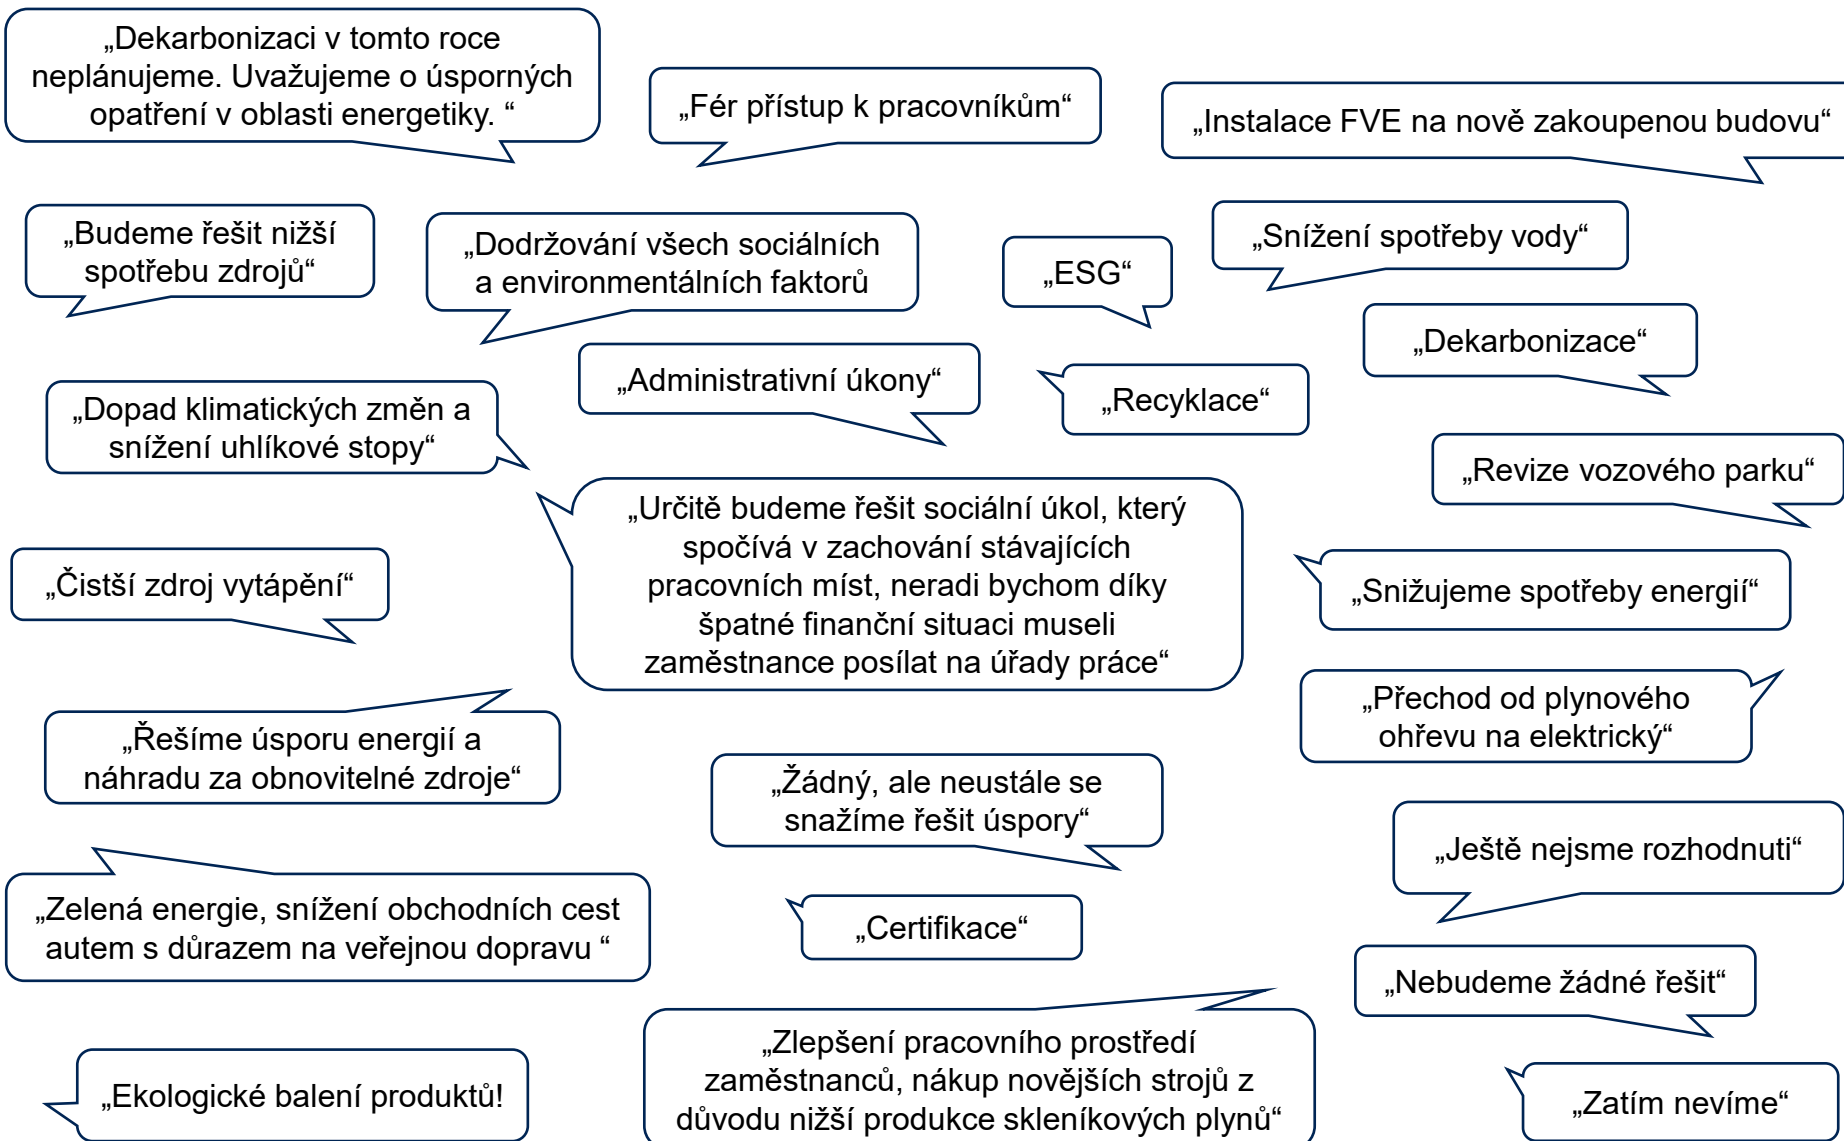 „Dekarbonizaci v tomto roce
neplánujeme. Uvažujeme o úsporných
opatření v oblasti energetiky. “
„Fér přístup k pracovníkům“
„Instalace FVE na nově zakoupenou budovu“
„Budeme řešit nižší
spotřebu zdrojů“
„Dodržování všech sociálních
a environmentálních faktorů
„ESG“
„Snížení spotřeby vody“
„Dekarbonizace“
„Administrativní úkony“
„Recyklace“
„Dopad klimatických změn a
snížení uhlíkové stopy“
„Revize vozového parku“
„Určitě budeme řešit sociální úkol, který
spočívá v zachování stávajících
pracovních míst, neradi bychom díky
špatné finanční situaci museli
zaměstnance posílat na úřady práce“
„Čistší zdroj vytápění“
„Snižujeme spotřeby energií“
„Přechod od plynového
ohřevu na elektrický“
„Řešíme úsporu energií a
náhradu za obnovitelné zdroje“
„Žádný, ale neustále se
snažíme řešit úspory“
„Ještě nejsme rozhodnuti“
„Zelená energie, snížení obchodních cest
autem s důrazem na veřejnou dopravu “
„Certifikace“
„Nebudeme žádné řešit“
„Zlepšení pracovního prostředí
zaměstnanců, nákup novějších strojů z
důvodu nižší produkce skleníkových plynů“
„Ekologické balení produktů!
„Zatím nevíme“